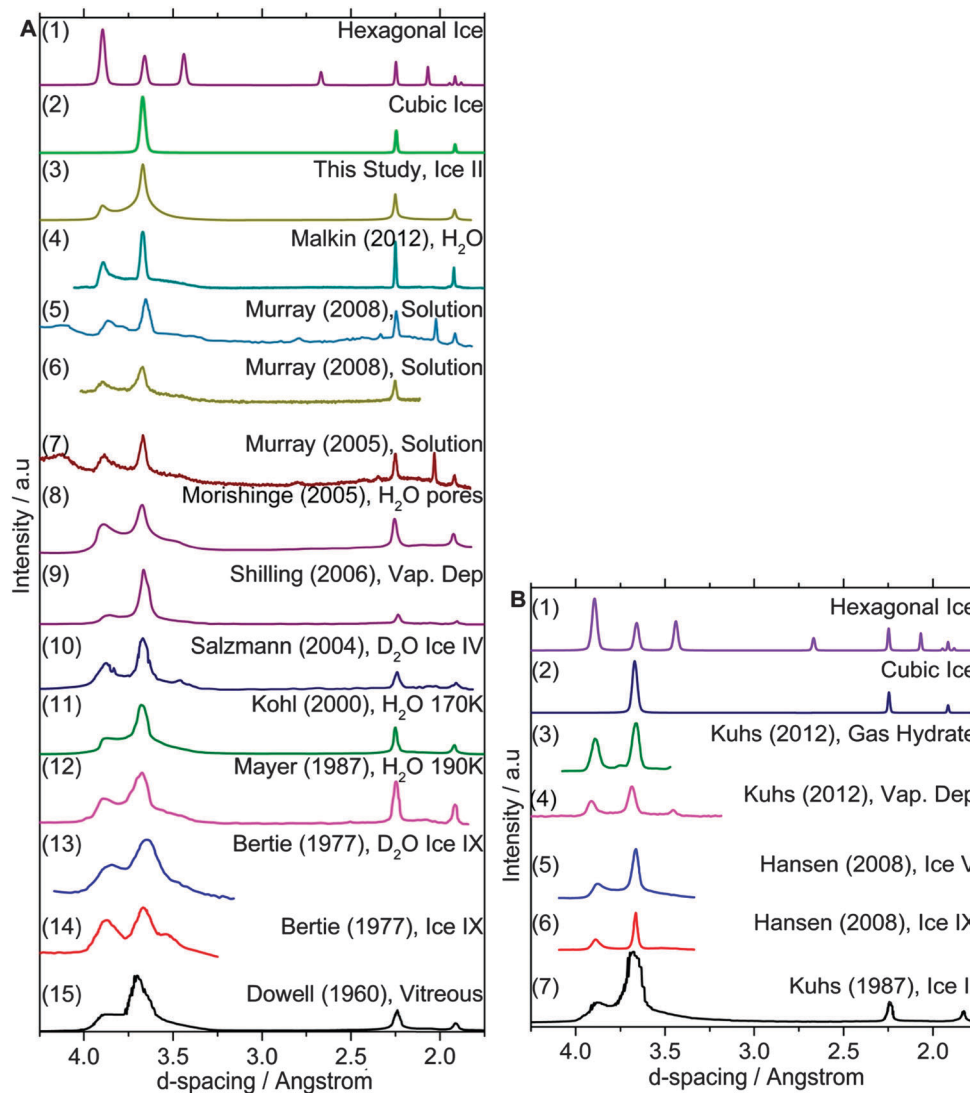 A
(1) Hexagonal Ice
(2) Cubic Ice
(3) This Study, Ice II
(4) Malkin (2012), H₂O
(5) Murray (2008), Solution
(6) Murray (2008), Solution
(7) Murray (2005), Solution
(8) Morishinge (2005), H₂O pores
(9) Shilling (2006), Vap. Dep
(10) Salzmann (2004), D₂O Ice IV
(11) Kohl (2000), H₂O 170K
(12) Mayer (1987), H₂O 190K
(13) Bertie (1977), D₂O Ice IX
(14) Bertie (1977), Ice IX
(15) Dowell (1960), Vitreous
Intensity / a.u
4.0 3.5 3.0 2.5 2.0
d-spacing / Angstrom
B
(1) Hexagonal Ice
(2) Cubic Ice
(3) Kuhs (2012), Gas Hydrate
(4) Kuhs (2012), Vap. Dep
(5) Hansen (2008), Ice V
(6) Hansen (2008), Ice IX
(7) Kuhs (1987), Ice I
Intensity / a.u
4.0 3.5 3.0 2.5 2.0
d-spacing / Angstrom